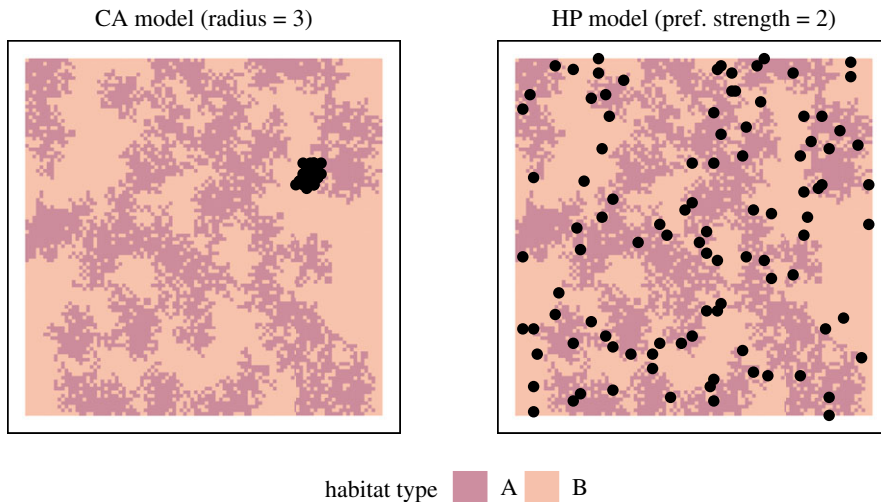 CA model (radius = 3)
HP model (pref. strength = 2)
habitat type A B